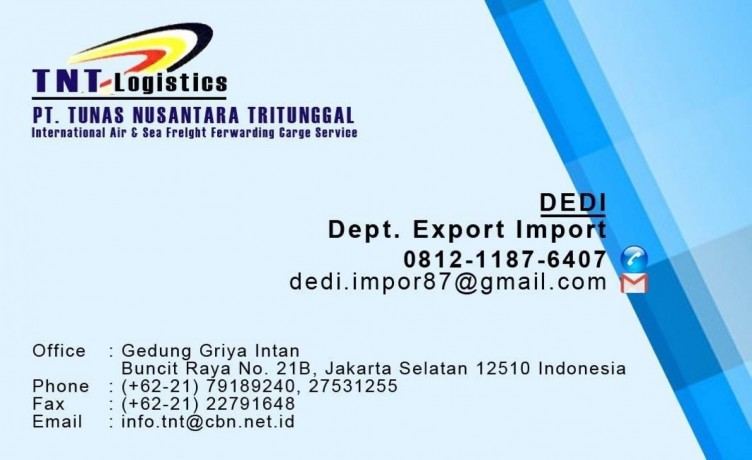 TNT-Logistics
PT. TUNAS NUSANTARA TRITUNGGAL
International Air & Sea Freight Ferwarding Carge Service
DEDI
Dept. Export Import
0812-1187-6407
dedi.impor87@gmail.com
Office : Gedung Griya Intan
Buncit Raya No. 21B, Jakarta Selatan 12510 Indonesia
Phone : (+62-21) 79189240, 27531255
Fax : (+62-21) 22791648
Email : info.tnt@cbn.net.id